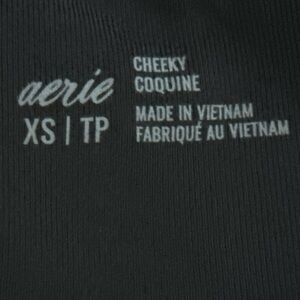 aerie
XS | TP
CHEEKY
COQUINE
MADE IN VIETNAM
FABRIQUÉ AU VIETNAM